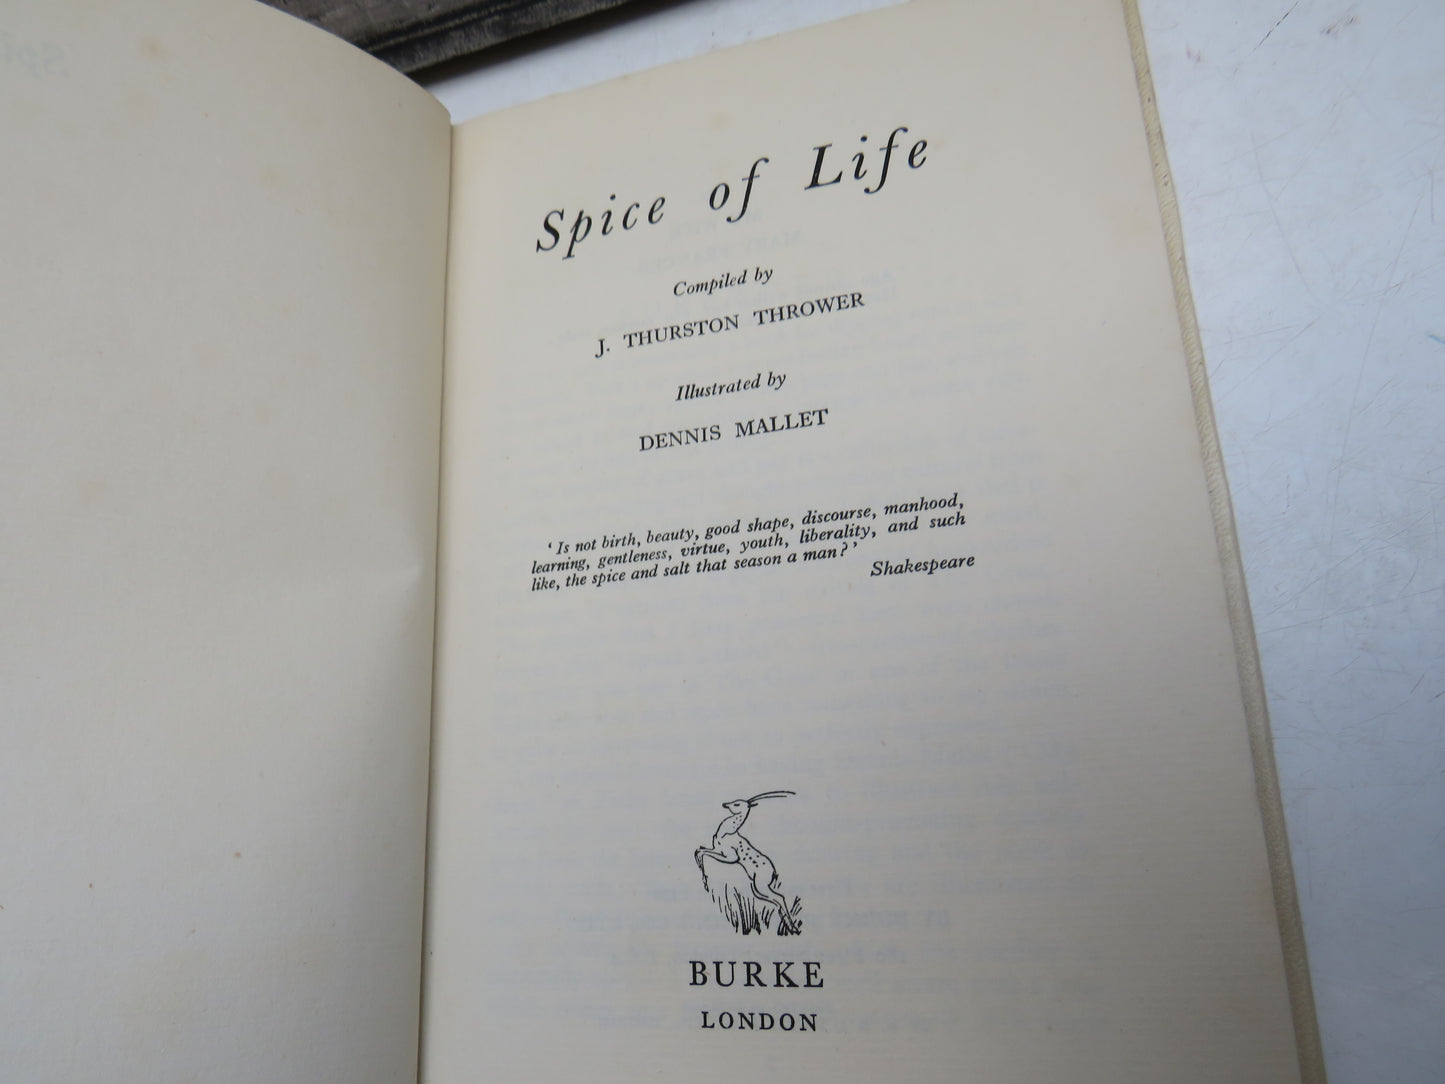 Spice of Life
Compiled by
J. THURSTON THROWER
Illustrated by
DENNIS MALLET
‘Is not birth, beauty, good shape, discourse, manhood,
learning, gentleness, virtue, youth, liberality, and such
like, the spice and salt that season a man?’
Shakespeare
BURKE
LONDON